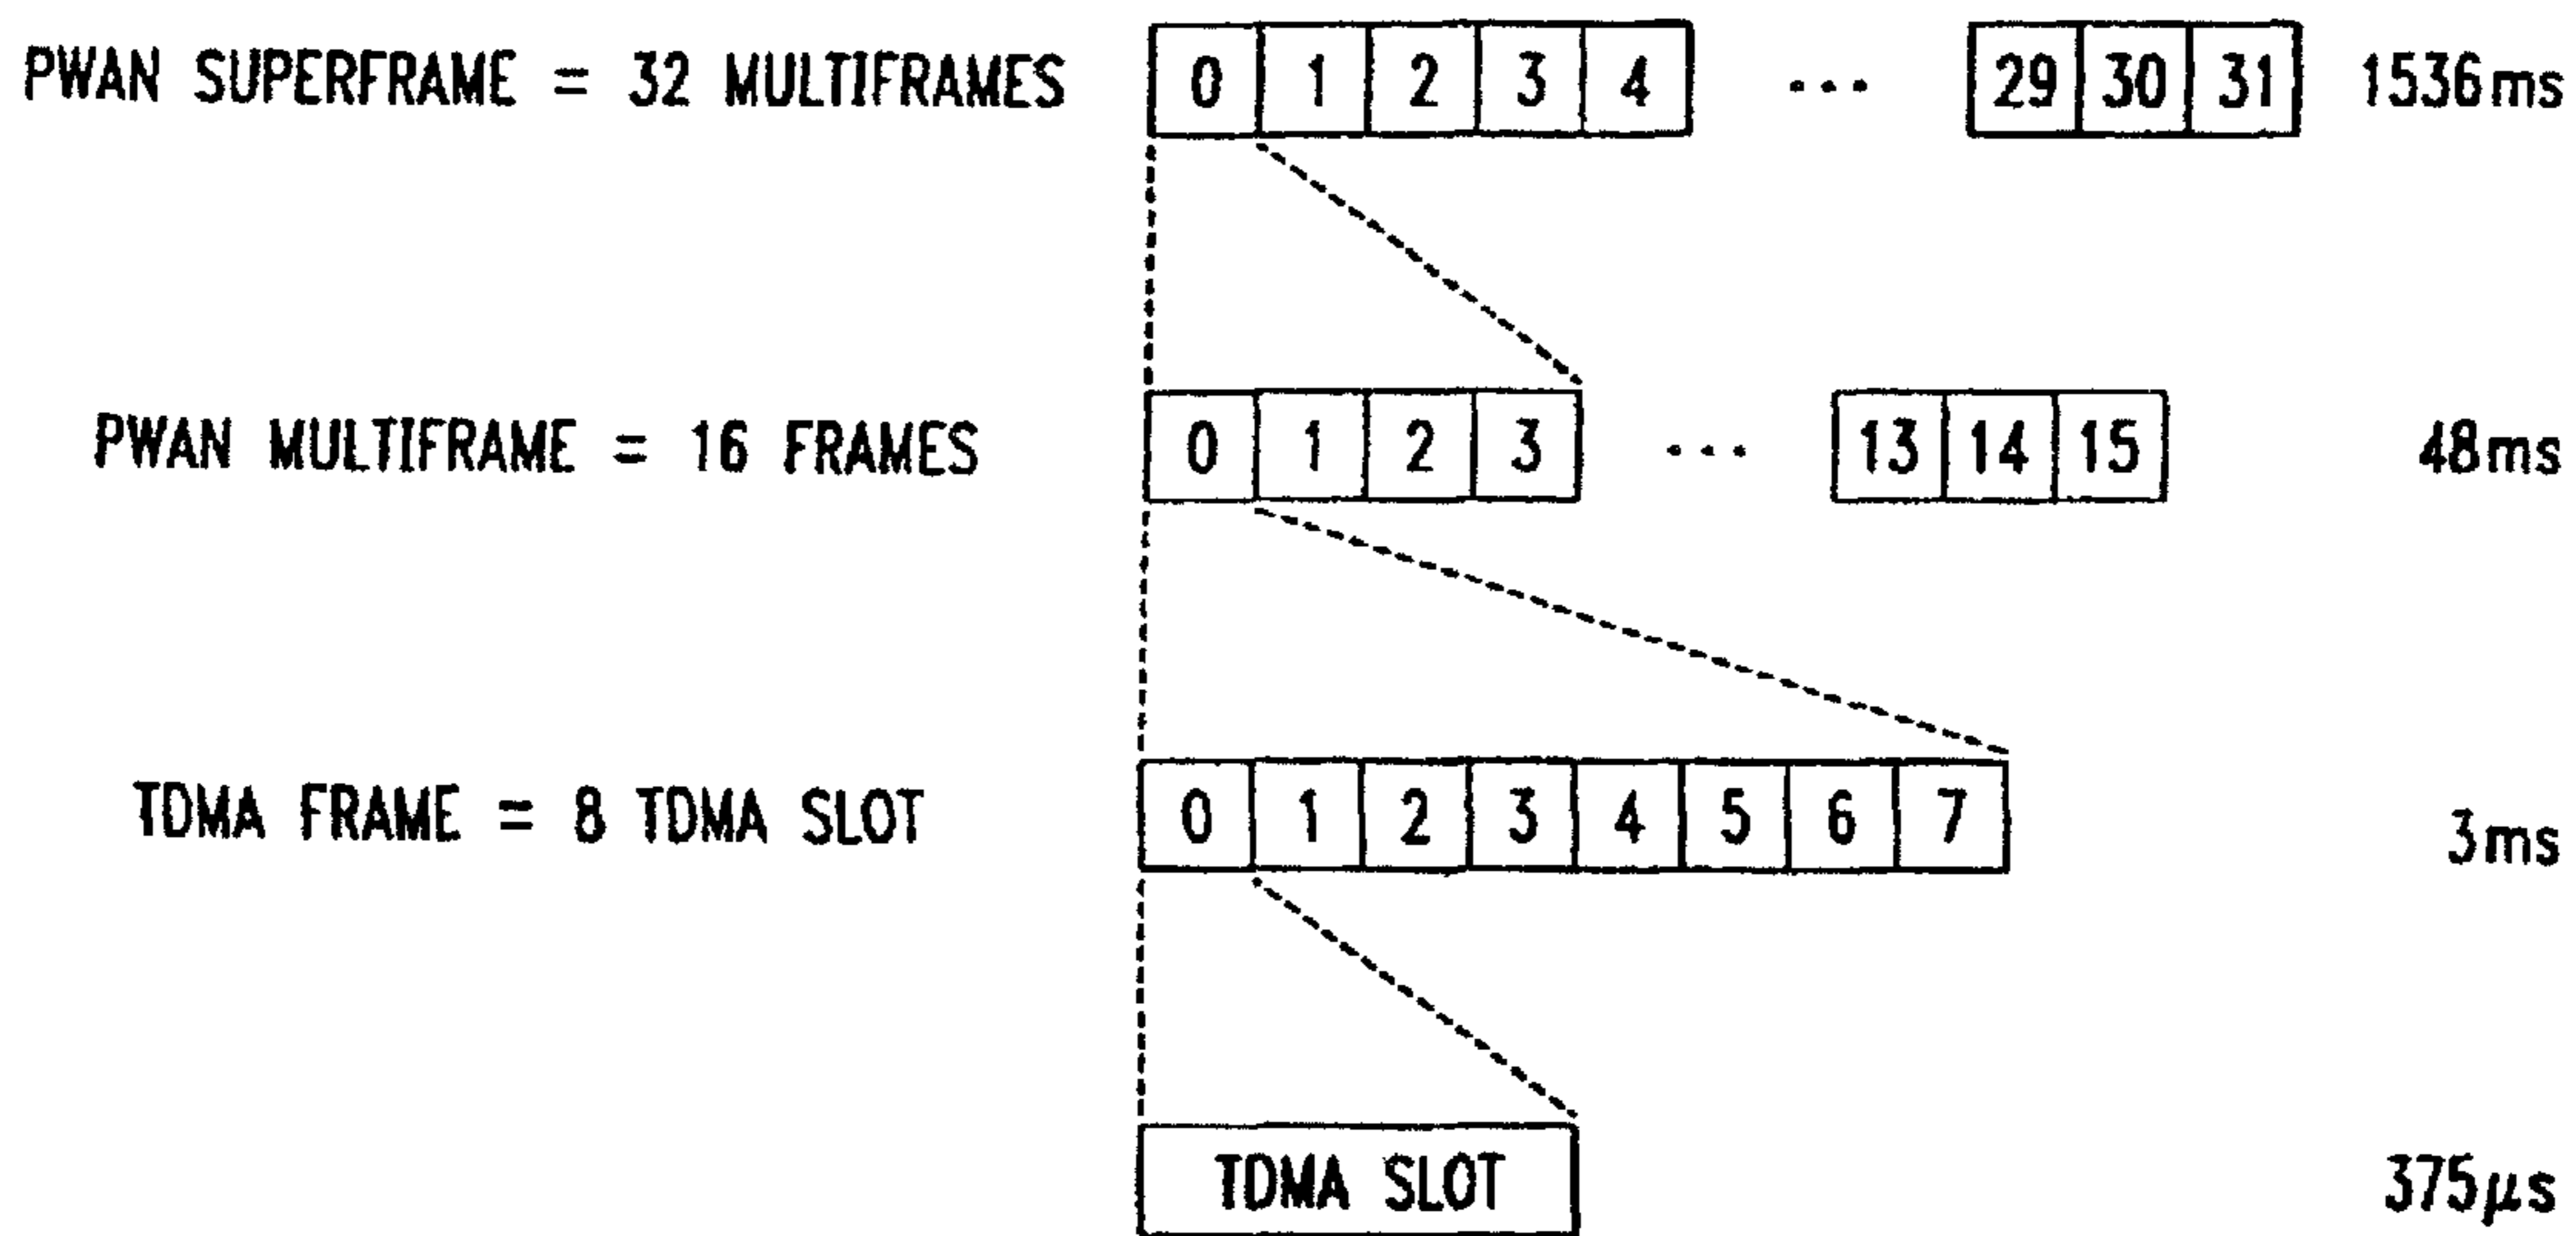 PWAN SUPERFRAME = 32 MULTIFRAMES 0 1 2 3 4 ... 29 30 31 1536ms
PWAN MULTIFRAME = 16 FRAMES 0 1 2 3 ... 13 14 15 48ms
TDMA FRAME = 8 TDMA SLOT 0 1 2 3 4 5 6 7 3ms
TDMA SLOT 375μs